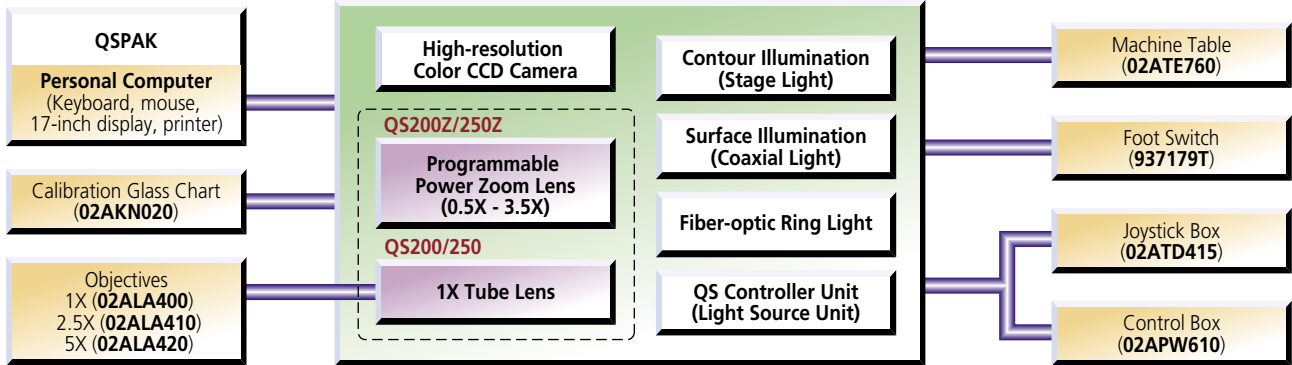 QSPAK
Personal Computer
(Keyboard, mouse,
17-inch display, printer)
Calibration Glass Chart
(02AKN020)
Objectives
1X (02ALA400)
2.5X (02ALA410)
5X (02ALA420)
High-resolution
Color CCD Camera
QS200Z/250Z
Programmable
Power Zoom Lens
(0.5X - 3.5X)
QS200/250
1X Tube Lens
Contour Illumination
(Stage Light)
Surface Illumination
(Coaxial Light)
Fiber-optic Ring Light
QS Controller Unit
(Light Source Unit)
Machine Table
(02ATE760)
Foot Switch
(937179T)
Joystick Box
(02ATD415)
Control Box
(02APW610)